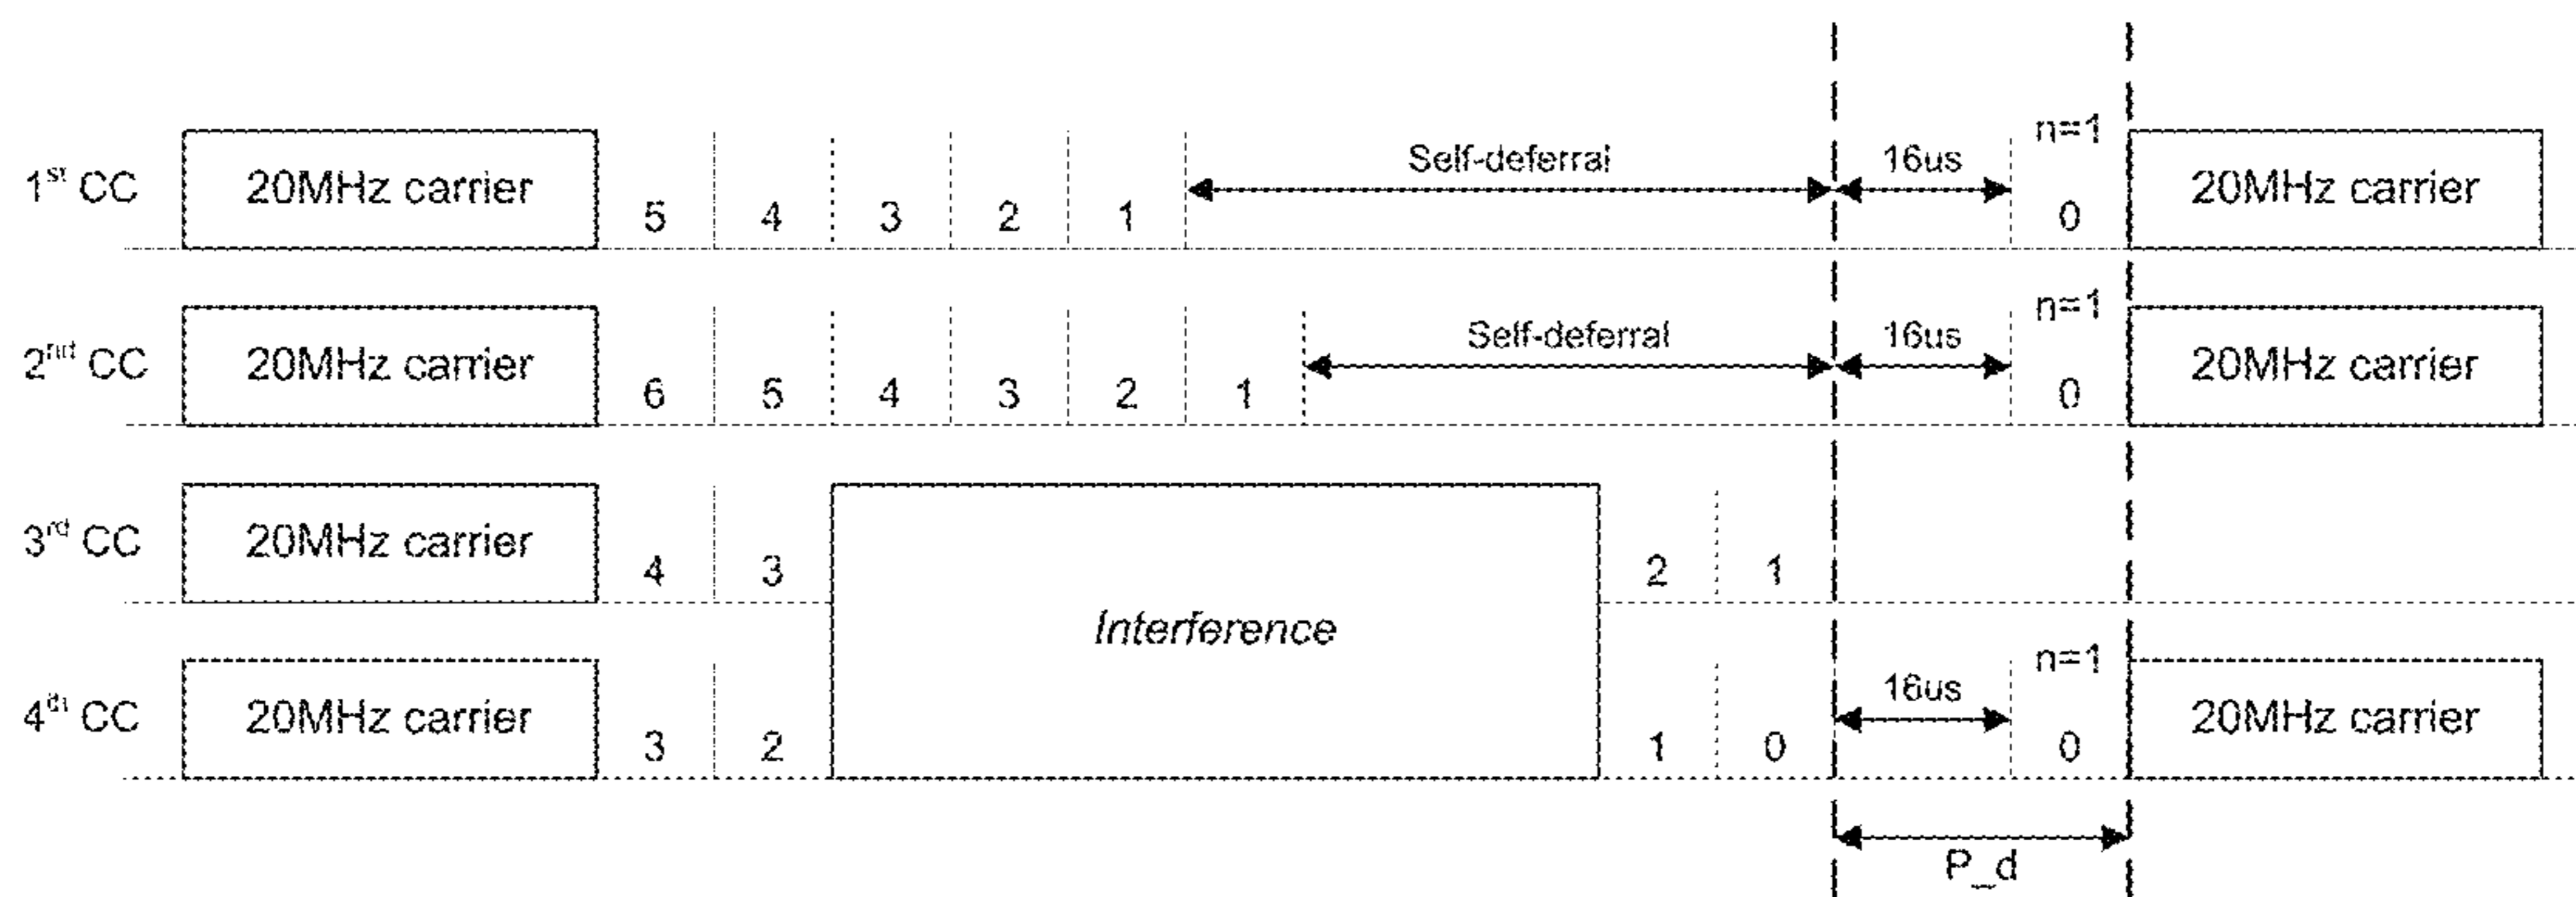 n=1
1st CC 20MHz carrier 5 4 3 2 1 Self-deferral 16us 0 20MHz carrier
n=1
2nd CC 20MHz carrier 6 5 4 3 2 1 Self-deferral 16us 0 20MHz carrier
3rd CC 20MHz carrier 4 3 2 1
Interference
n=1
4th CC 20MHz carrier 3 2 1 0 16us 0 20MHz carrier
P_d